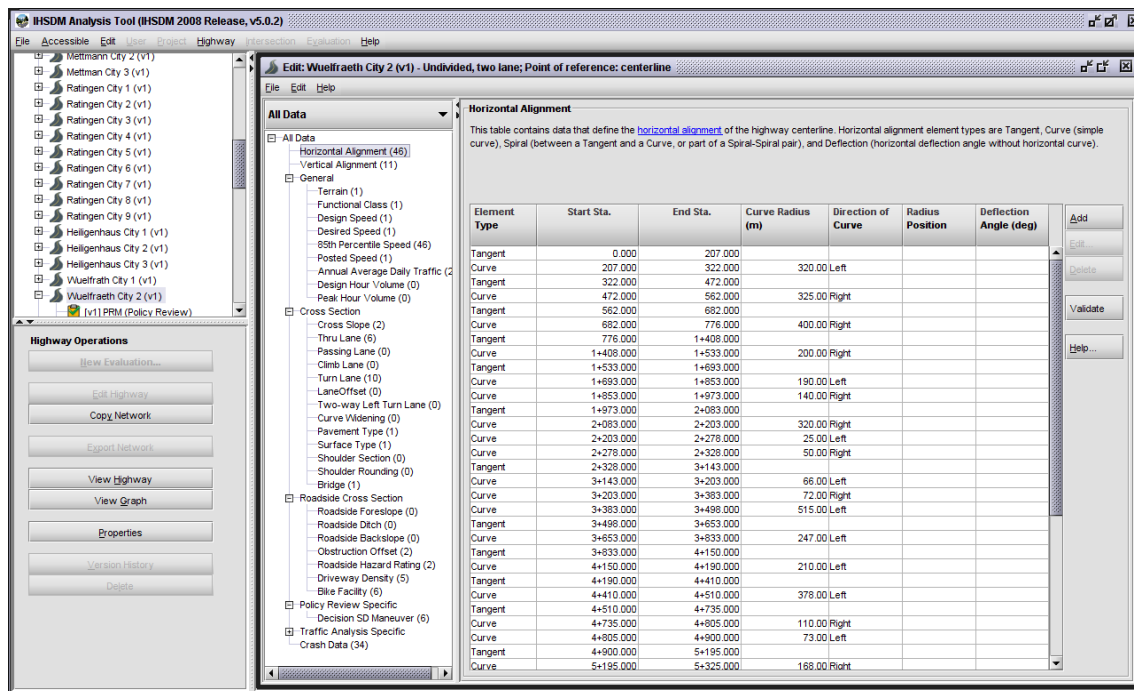 IHSDM Analysis Tool (IHSDM 2008 Release, v5.0.2)
File Accessible Edit User Project Highway Intersection Evaluation Help
Mettmann City 2 (v1)
Mettman City 3 (v1)
Ratingen City 1 (v1)
Ratingen City 2 (v1)
Ratingen City 3 (v1)
Ratingen City 4 (v1)
Ratingen City 5 (v1)
Ratingen City 6 (v1)
Ratingen City 7 (v1)
Ratingen City 8 (v1)
Ratingen City 9 (v1)
Heiligenhaus City 1 (v1)
Heiligenhaus City 2 (v1)
Heiligenhaus City 3 (v1)
Wuelfrath City 1 (v1)
Wuelfraeth City 2 (v1)
[v1] PRM (Policy Review)
Highway Operations
New Evaluation...
Edit Highway
Copy Network
Export Network
View Highway
View Graph
Properties
Version History
Delete
Edit: Wuelfraeth City 2 (v1) - Undivided, two lane; Point of reference: centerline
File Edit Help
All Data
All Data
Horizontal Alignment (46)
Vertical Alignment (11)
General
Terrain (1)
Functional Class (1)
Design Speed (1)
Desired Speed (1)
85th Percentile Speed (46)
Posted Speed (1)
Annual Average Daily Traffic (2
Design Hour Volume (0)
Peak Hour Volume (0)
Cross Section
Cross Slope (2)
Thru Lane (6)
Passing Lane (0)
Climb Lane (0)
Turn Lane (10)
LaneOffset (0)
Two-way Left Turn Lane (0)
Curve Widening (0)
Pavement Type (1)
Surface Type (1)
Shoulder Section (0)
Shoulder Rounding (0)
Bridge (1)
Roadside Cross Section
Roadside Foreslope (0)
Roadside Ditch (0)
Roadside Backslope (0)
Obstruction Offset (2)
Roadside Hazard Rating (2)
Driveway Density (5)
Bike Facility (6)
Policy Review Specific
Decision SD Maneuver (6)
Traffic Analysis Specific
Crash Data (34)
Horizontal Alignment
This table contains data that define the horizontal alignment of the highway centerline. Horizontal alignment element types are Tangent, Curve (simple
curve), Spiral (between a Tangent and a Curve, or part of a Spiral-Spiral pair), and Deflection (horizontal deflection angle without horizontal curve).
Element Type Start Sta. End Sta. Curve Radius (m) Direction of Curve Radius Position Deflection Angle (deg)
Tangent 0.000 207.000
Curve 207.000 322.000 320.00 Left
Tangent 322.000 472.000
Curve 472.000 562.000 325.00 Right
Tangent 562.000 682.000
Curve 682.000 776.000 400.00 Right
Tangent 776.000 1+408.000
Curve 1+408.000 1+533.000 200.00 Right
Tangent 1+533.000 1+693.000
Curve 1+693.000 1+853.000 190.00 Left
Curve 1+853.000 1+973.000 140.00 Right
Tangent 1+973.000 2+083.000
Curve 2+083.000 2+203.000 320.00 Right
Curve 2+203.000 2+278.000 25.00 Left
Curve 2+278.000 2+328.000 50.00 Right
Tangent 2+328.000 3+143.000
Curve 3+143.000 3+203.000 66.00 Left
Curve 3+203.000 3+383.000 72.00 Right
Curve 3+383.000 3+498.000 515.00 Left
Tangent 3+498.000 3+653.000
Curve 3+653.000 3+833.000 247.00 Left
Tangent 3+833.000 4+150.000
Curve 4+150.000 4+190.000 210.00 Left
Tangent 4+190.000 4+410.000
Curve 4+410.000 4+510.000 378.00 Left
Tangent 4+510.000 4+735.000
Curve 4+735.000 4+805.000 110.00 Right
Curve 4+805.000 4+900.000 73.00 Left
Tangent 4+900.000 5+195.000
Curve 5+195.000 5+325.000 168.00 Right
Add
Edit...
Delete
Validate
Help...